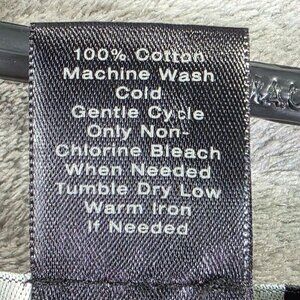 100% Cotton
Machine Wash
Cold
Gentle Cycle
Only Non-
Chlorine Bleach
When Needed
Tumble Dry Low
Warm Iron
If Needed